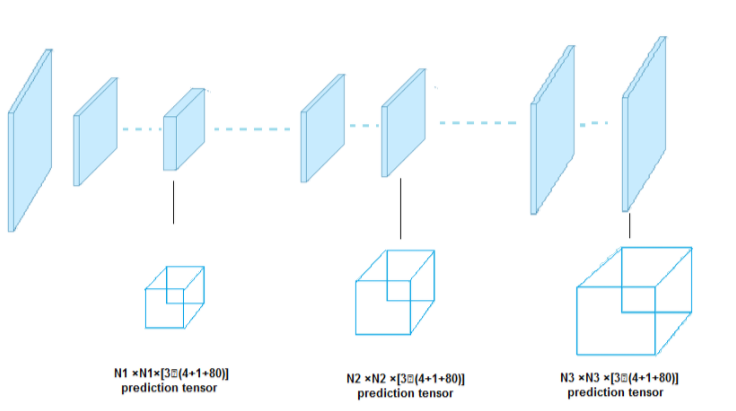 N1 ×N1×[3�(4+1+80)]
prediction tensor
N2 ×N2 ×[3�(4+1+80)]
prediction tensor
N3 ×N3 ×[3�(4+1+80)]
prediction tensor